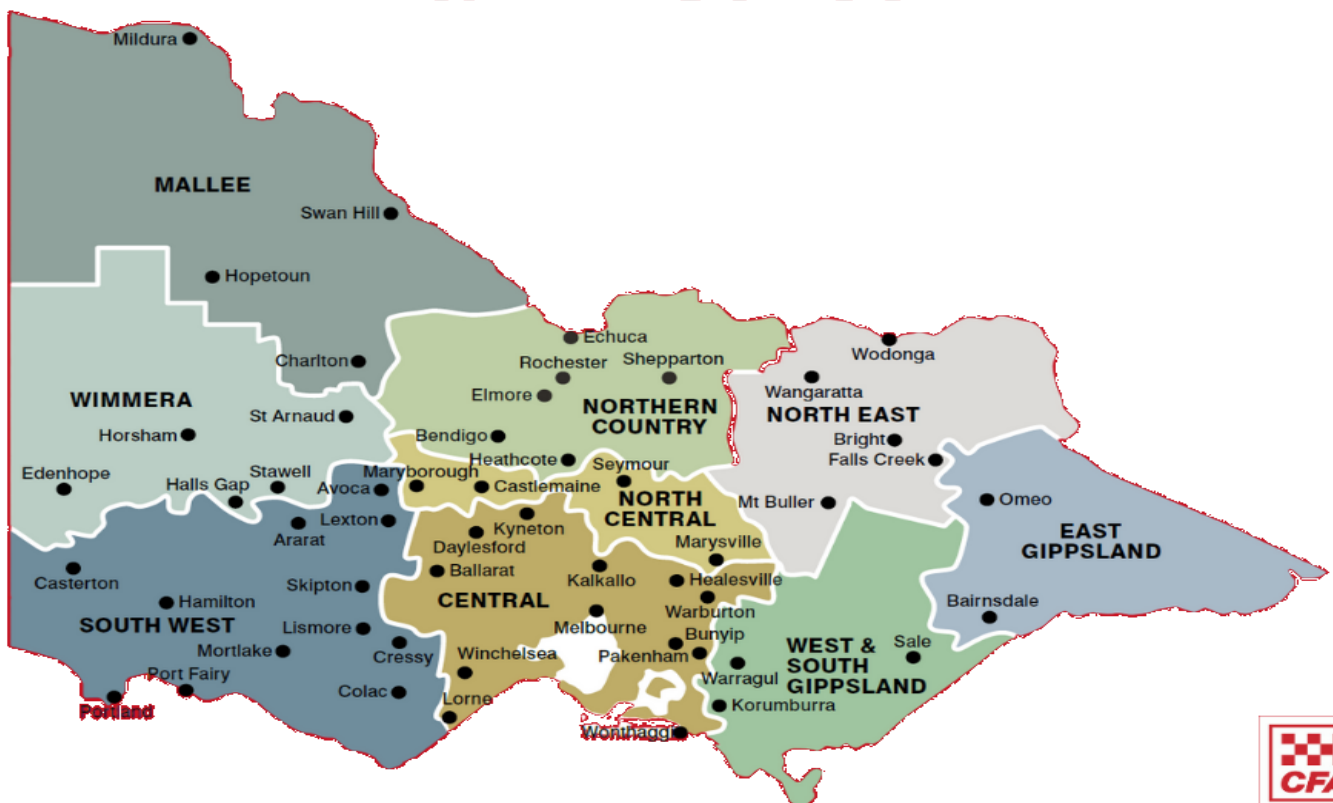 Mildura
MALLEE
Swan Hill
Hopetoun
Charlton
Echuca
Rochester
Shepparton
Elmore
NORTHERN
COUNTRY
Bendigo
Heathcote
Wodonga
Wangaratta
NORTH EAST
Bright
Falls Creek
Mt Buller
WIMMERA
St Arnaud
Horsham
Edenhope
Stawell
Halls Gap
Maryborough
Castlemaine
Seymour
NORTH
CENTRAL
Marysville
Omeo
EAST
GIPPSLAND
Bairnsdale
Avoca
Lexton
Ararat
Casterton
Skipton
Hamilton
SOUTH WEST
Lismore
Mortlake
Cressy
Port Fairy
Colac
Portland
Kyneton
Daylesford
Ballarat
Kalkallo
Healesville
CENTRAL
Warburton
Melbourne
Bunyip
Pakenham
Winchelsea
Lorne
Wonthaggi
WEST &
SOUTH
GIPPSLAND
Sale
Warragul
Korumburra
CFA